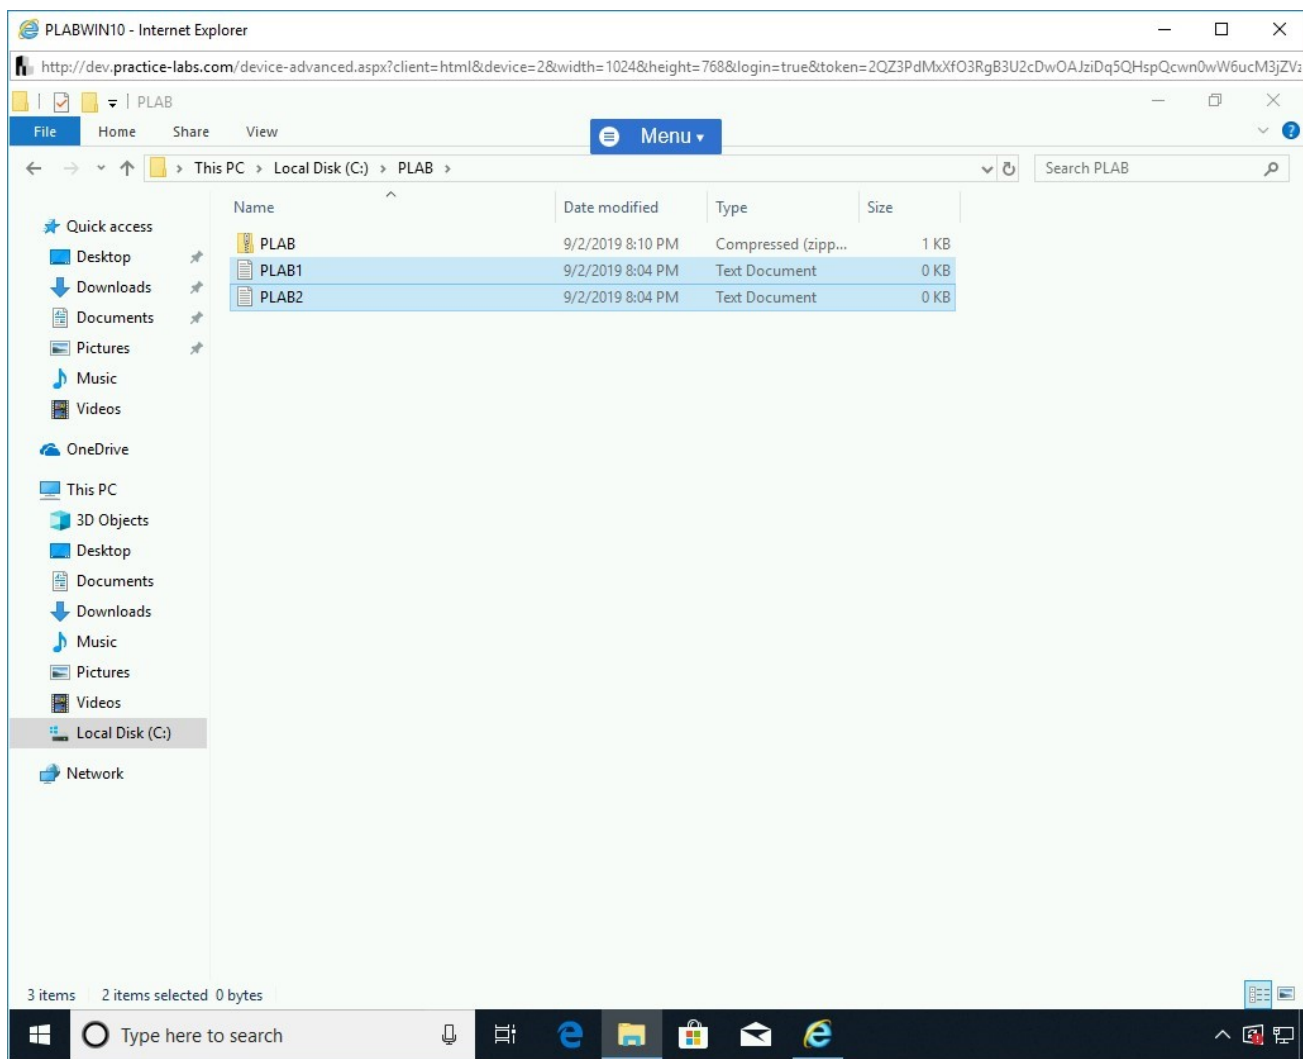 PLABWIN10 - Internet Explorer
http://dev.practice-labs.com/device-advanced.aspx?client=html&device=2&width=1024&height=768&login=true&token=2QZ3PdMxXfO3RgB3U2cDwOAJziDq5QHspQcwn0wW6ucM3jZVz
PLAB
File Home Share View Menu
This PC > Local Disk (C:) > PLAB > Search PLAB
Name Date modified Type Size
Quick access
PLAB 9/2/2019 8:10 PM Compressed (zipp... 1 KB
Desktop
PLAB1 9/2/2019 8:04 PM Text Document 0 KB
Downloads
PLAB2 9/2/2019 8:04 PM Text Document 0 KB
Documents
Pictures
Music
Videos
OneDrive
This PC
3D Objects
Desktop
Documents
Downloads
Music
Pictures
Videos
Local Disk (C:)
Network
3 items 2 items selected 0 bytes
Type here to search